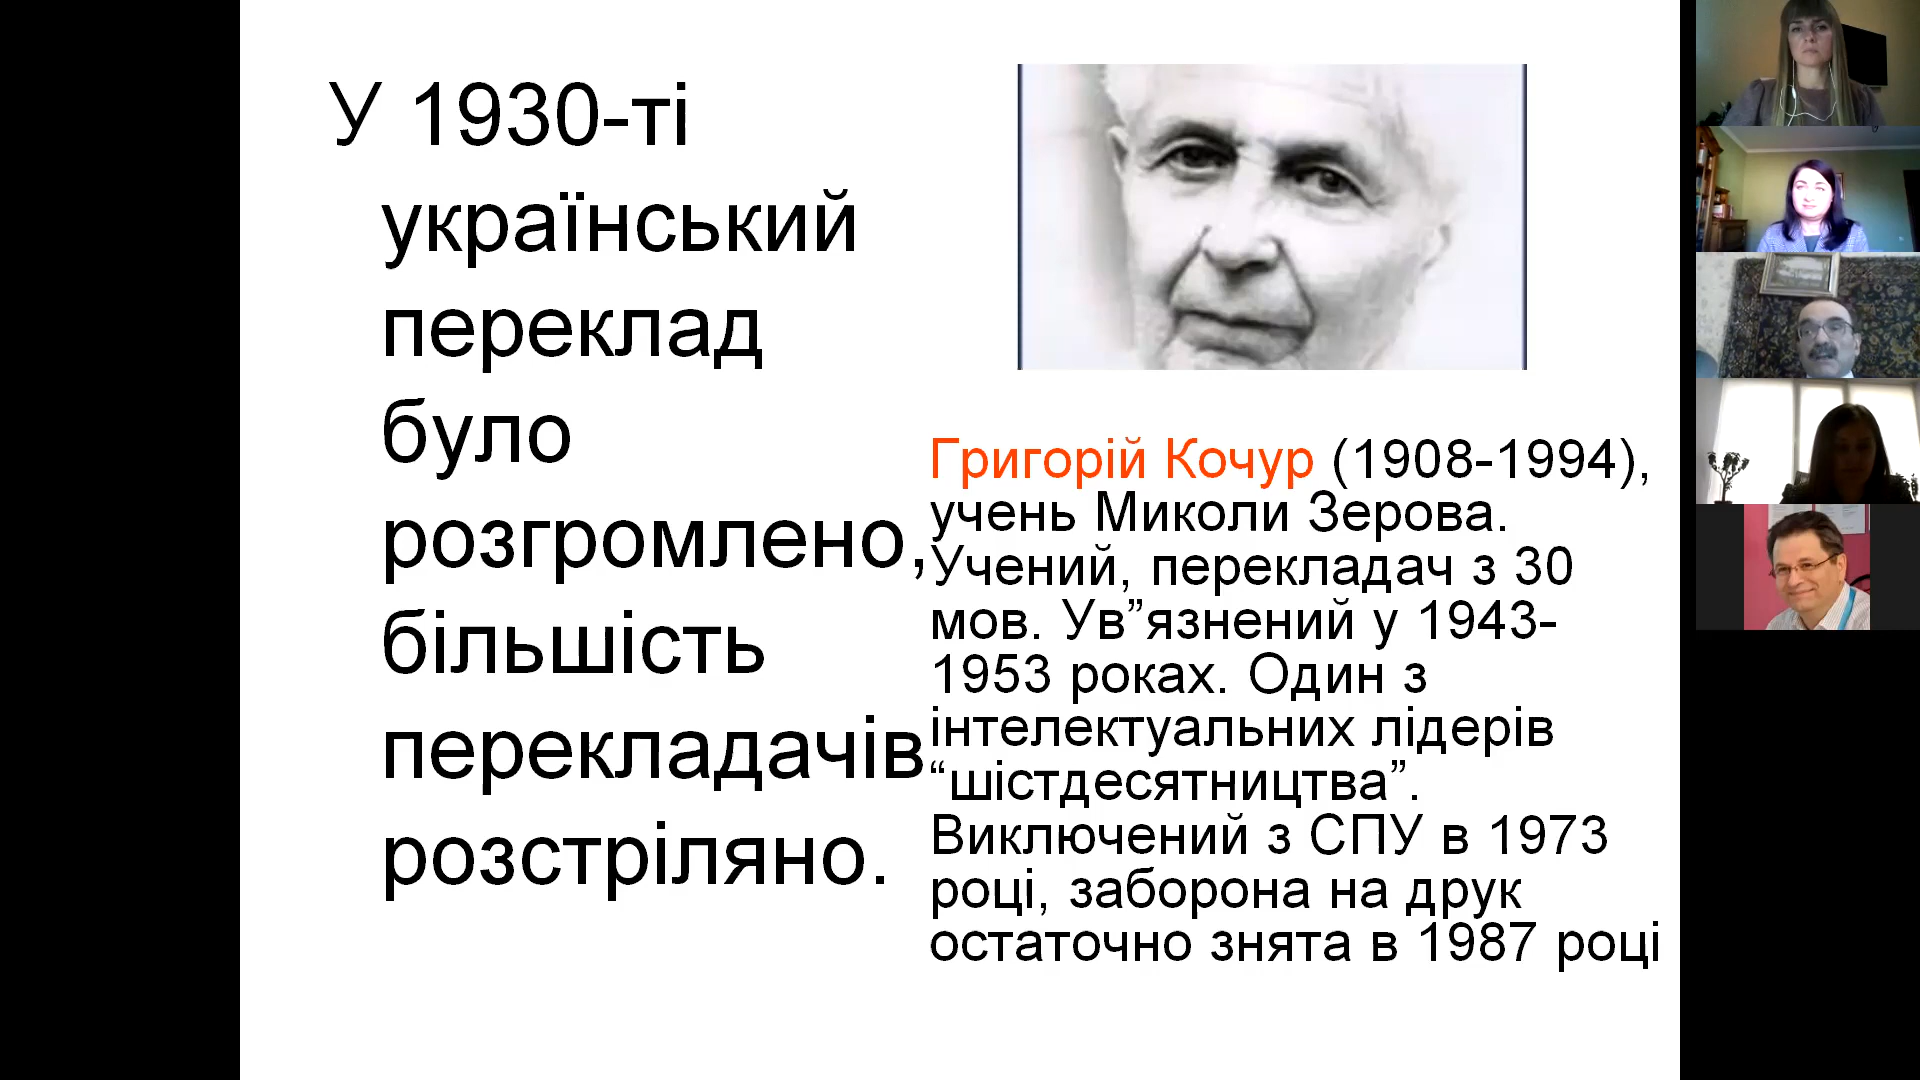 У 1930-ті
український
переклад
було
розгромлено,
більшість
перекладачів
розстріляно.
Григорій Кочур (1908-1994),
учень Миколи Зерова.
Учений, перекладач з 30
мов. Ув”язнений у 1943-
1953 роках. Один з
інтелектуальних лідерів
“шістдесятництва”.
Виключений з СПУ в 1973
році, заборона на друк
остаточно знята в 1987 році